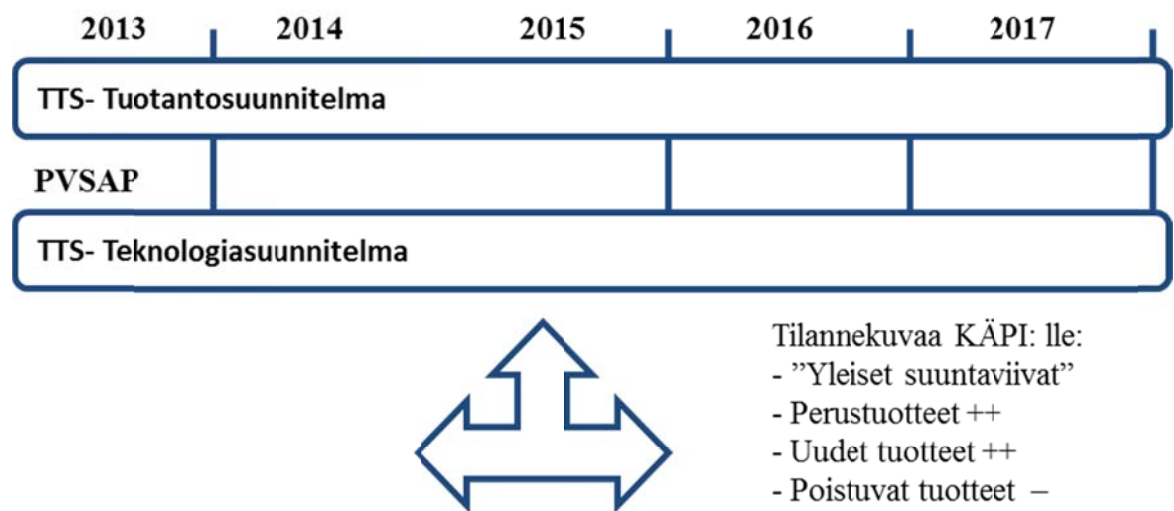 2013 2014 2015 2016 2017
TTS- Tuotantosuunnitelma
PVSAP
TTS- Teknologiasuunnitelma
Tilannekuvaa KÄPI: lle:
- ”Yleiset suuntaviivat”
- Perustuotteet ++
- Uudet tuotteet ++
- Poistuvat tuotteet –